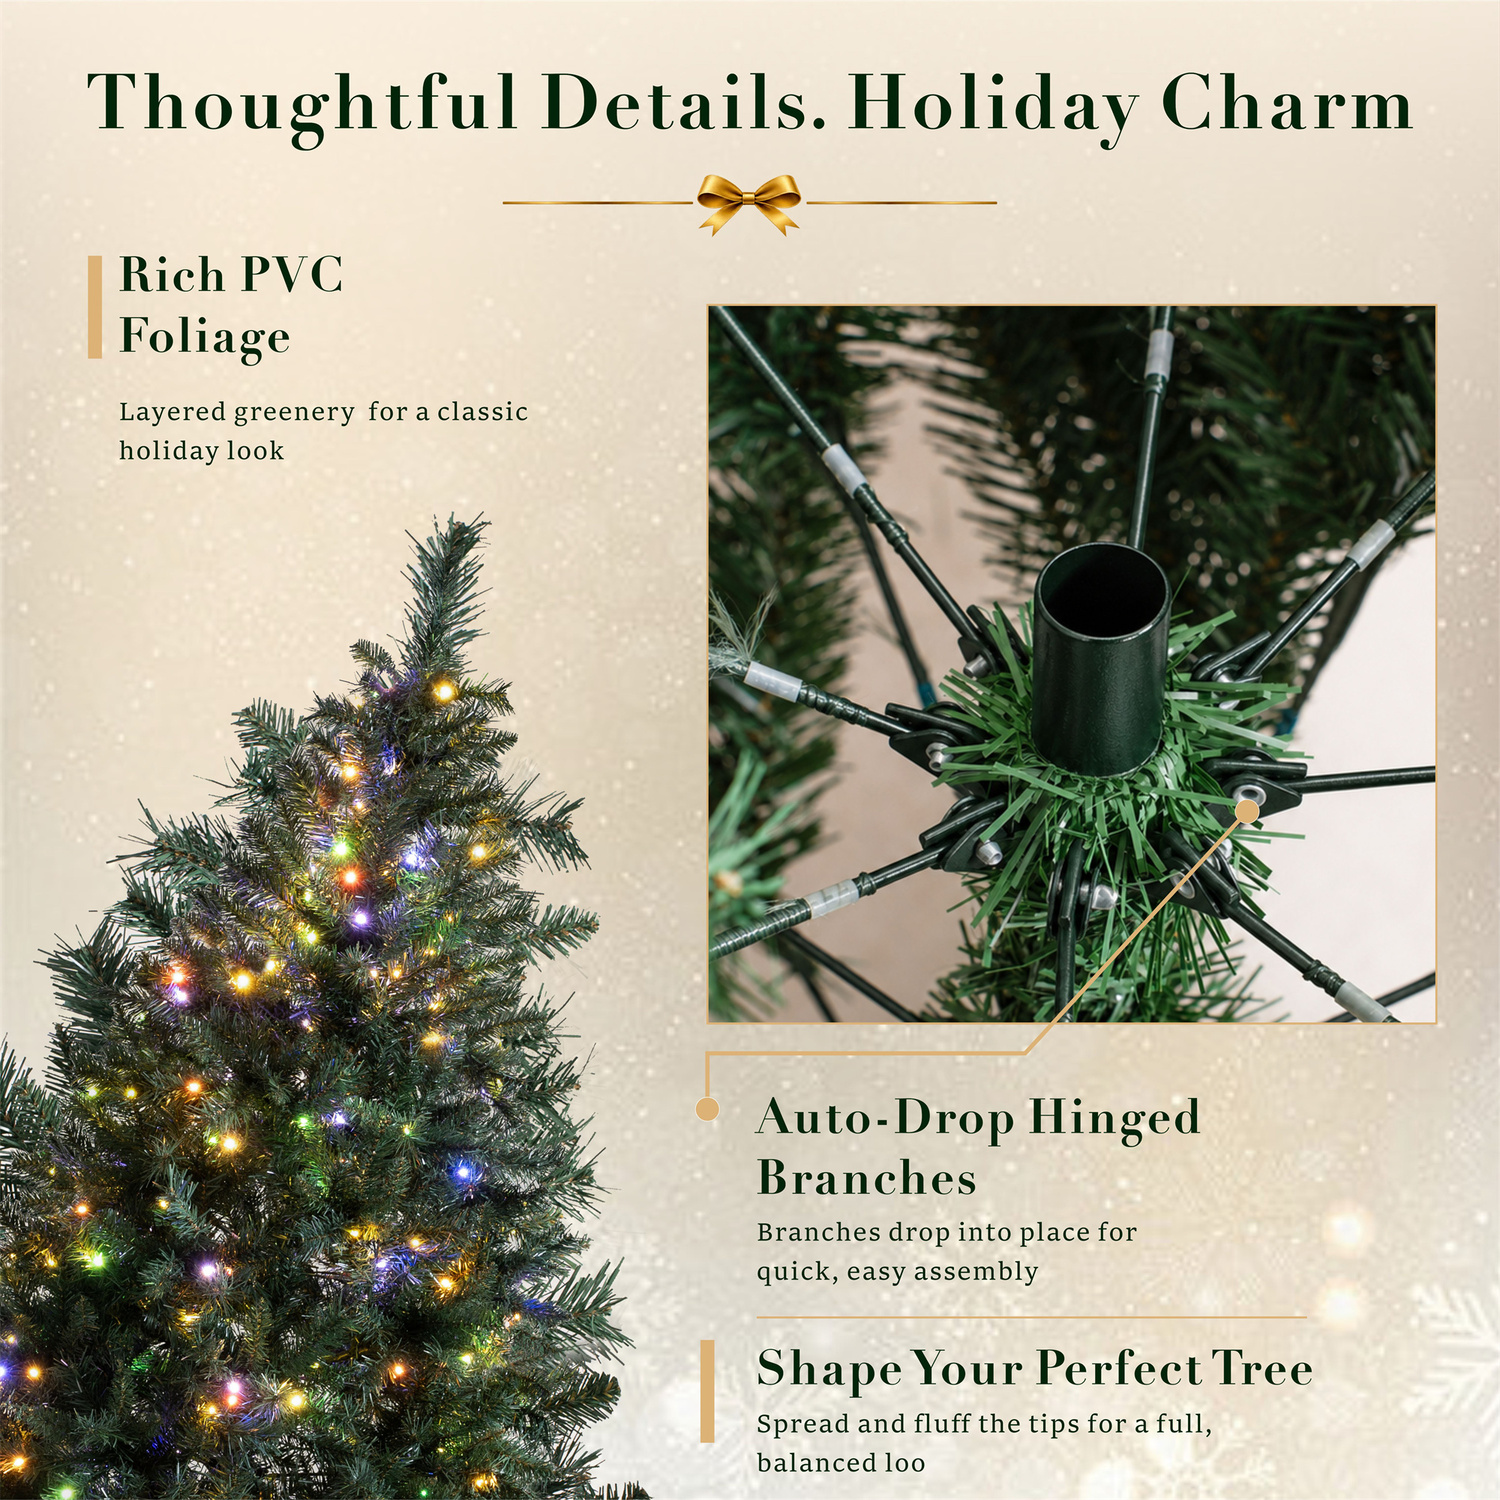 Thoughtful Details. Holiday Charm
Rich PVC
Foliage
Layered greenery  for a classic
holiday look
Auto-Drop Hinged
Branches
Branches drop into place for
quick, easy assembly
Shape Your Perfect Tree
Spread and fluff the tips for a full,
balanced loo